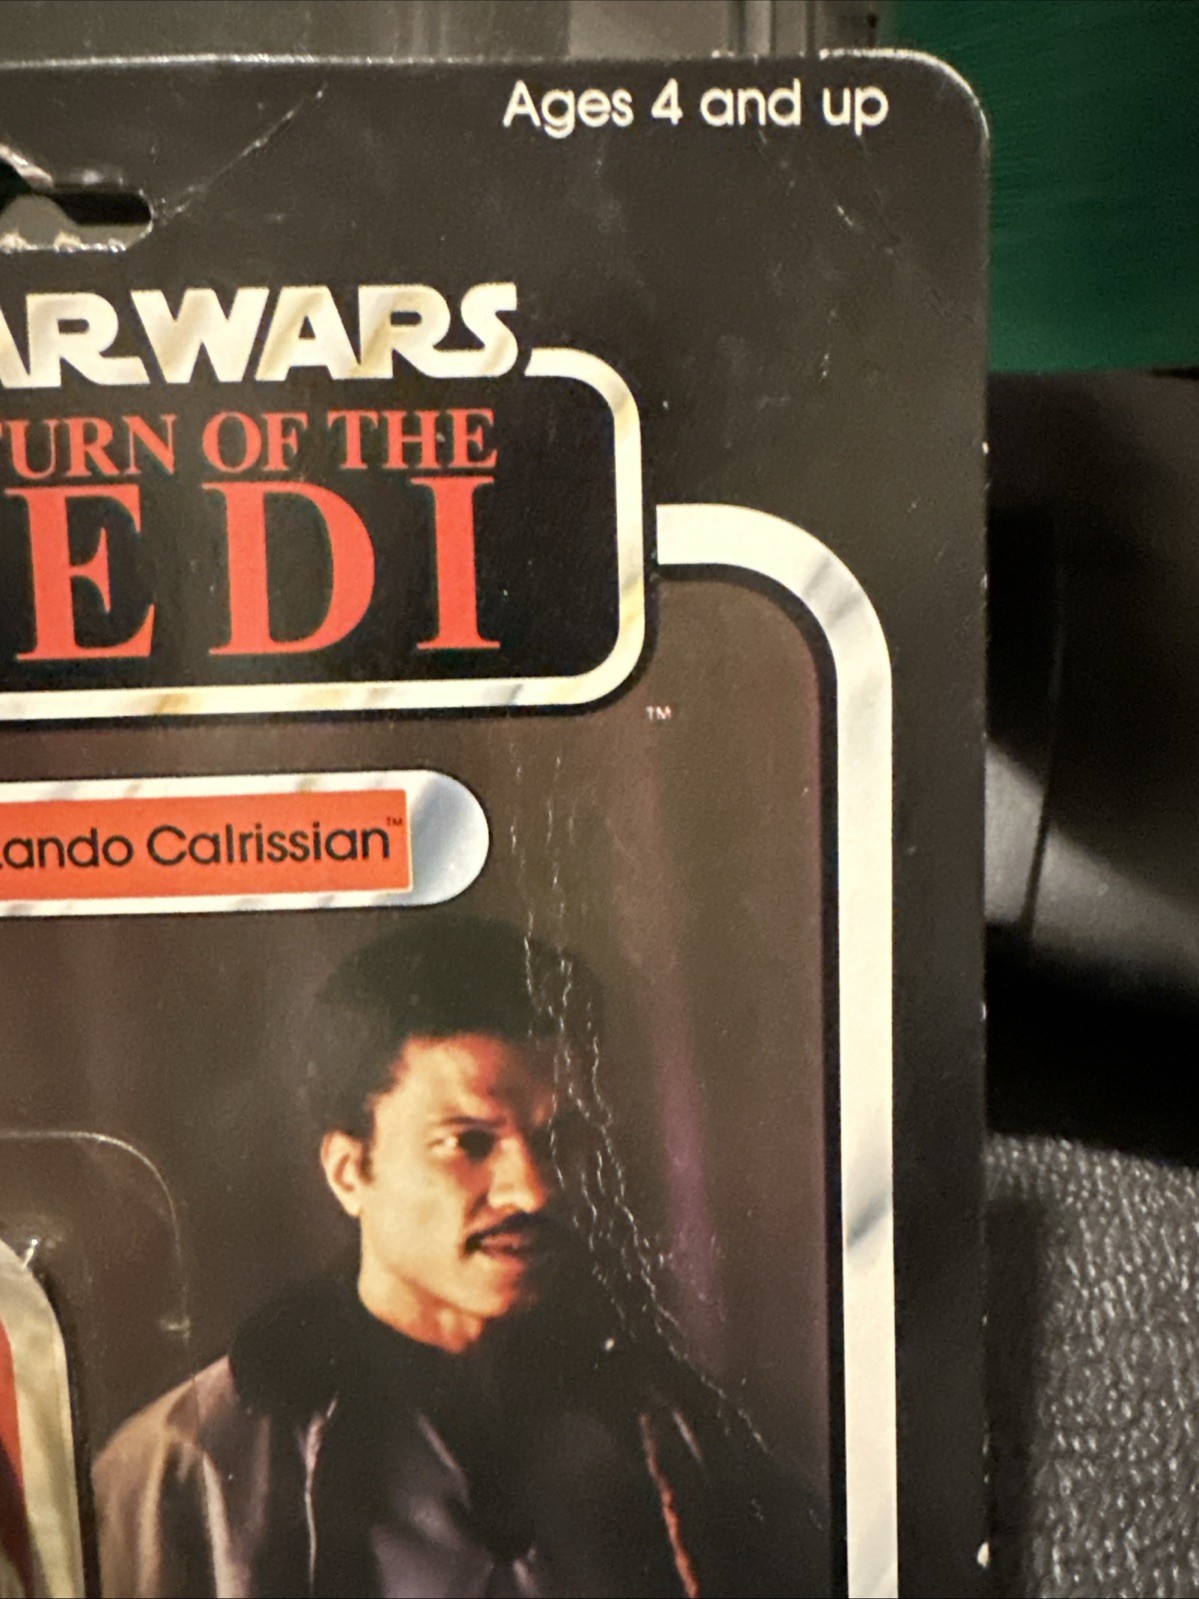 Ages 4 and up
ARWARS
TURN OF THE
EDI
TM
Lando Calrissian™